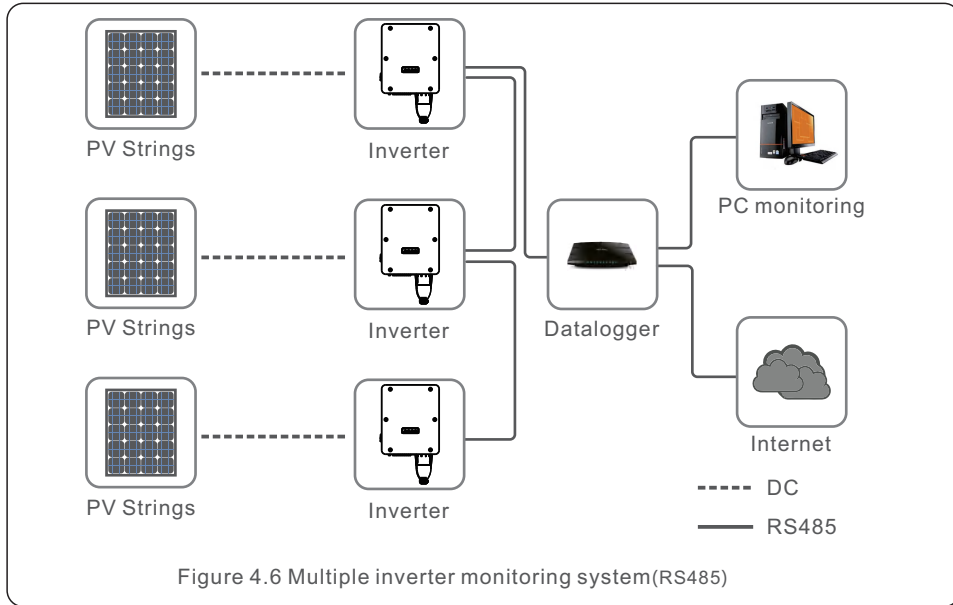 PV Strings
Inverter
PC monitoring
PV Strings
Inverter
Datalogger
Internet
PV Strings
Inverter
DC
RS485
Figure 4.6 Multiple inverter monitoring system(RS485)